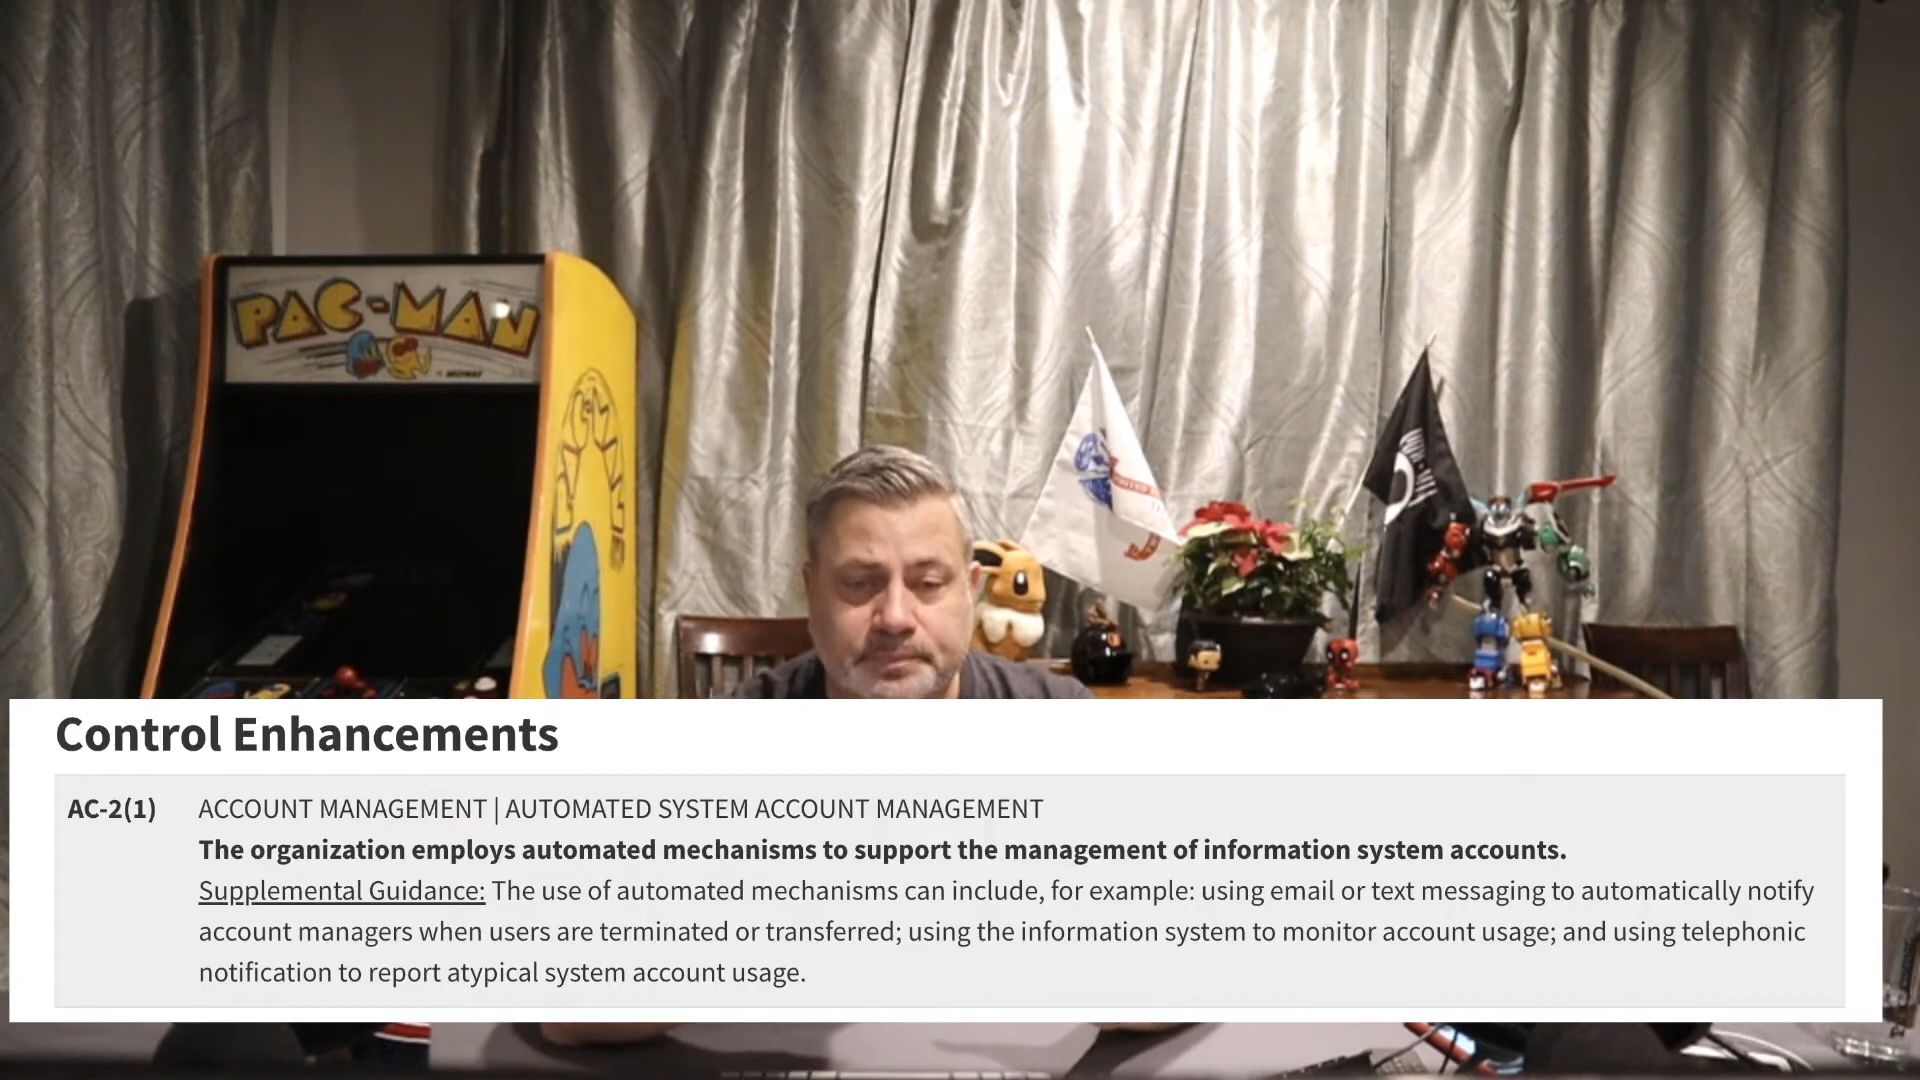 PAC-MAN
MIDWAY
PAC-MAN
Control Enhancements
AC-2(1) ACCOUNT MANAGEMENT | AUTOMATED SYSTEM ACCOUNT MANAGEMENT
The organization employs automated mechanisms to support the management of information system accounts.
Supplemental Guidance: The use of automated mechanisms can include, for example: using email or text messaging to automatically notify
account managers when users are terminated or transferred; using the information system to monitor account usage; and using telephonic
notification to report atypical system account usage.